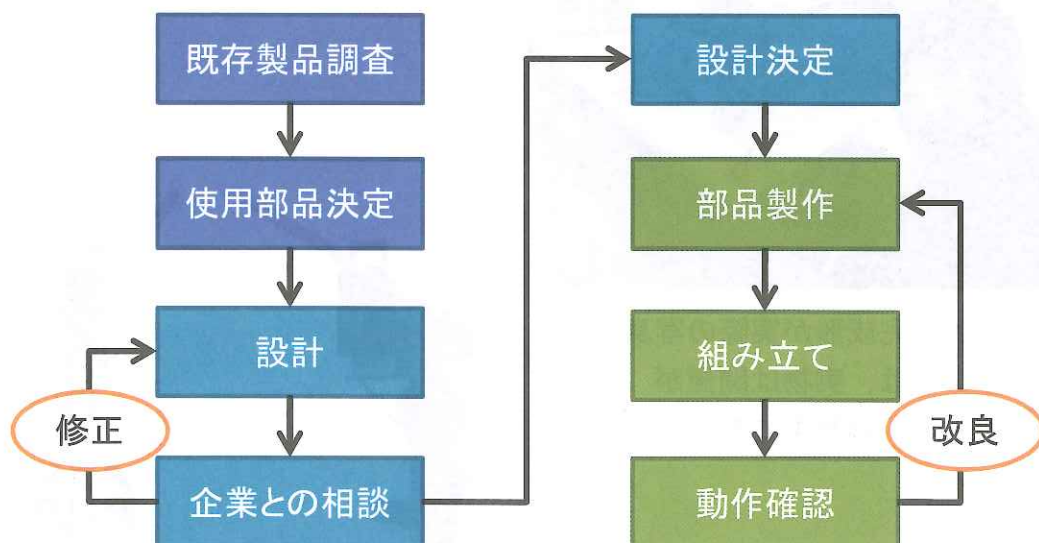 既存製品調査
使用部品決定
設計
修正
企業との相談
設計決定
部品製作
組み立て
改良
動作確認